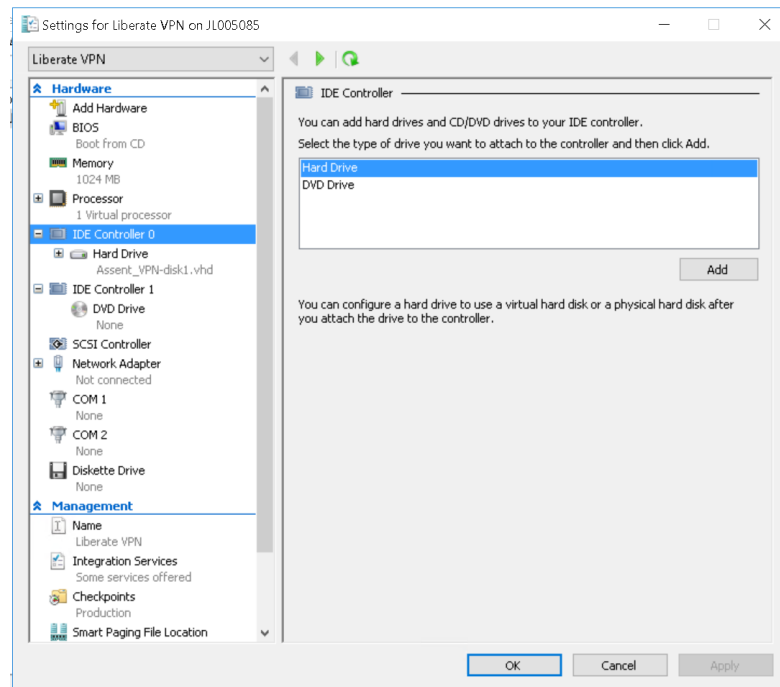 Settings for Liberate VPN on JL005085
Liberate VPN
Hardware
Add Hardware
BIOS
Boot from CD
Memory
1024 MB
Processor
1 Virtual processor
IDE Controller 0
Hard Drive
Assent_VPN-disk1.vhd
IDE Controller 1
DVD Drive
None
SCSI Controller
Network Adapter
Not connected
COM 1
None
COM 2
None
Diskette Drive
None
Management
Name
Liberate VPN
Integration Services
Some services offered
Checkpoints
Production
Smart Paging File Location
IDE Controller
You can add hard drives and CD/DVD drives to your IDE controller.
Select the type of drive you want to attach to the controller and then click Add.
Hard Drive
DVD Drive
Add
You can configure a hard drive to use a virtual hard disk or a physical hard disk after
you attach the drive to the controller.
OK
Cancel
Apply